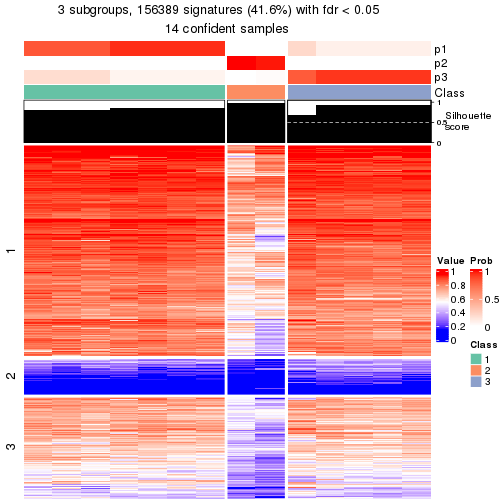 3 subgroups, 156389 signatures (41.6%) with fdr < 0.05
14 confident samples
p1
p2
p3
Class
1
0.5
0
Silhouette
score
1
2
3
Value
1
0.8
0.6
0.4
0.2
0
Prob
1
0.5
0
Class
1
2
3